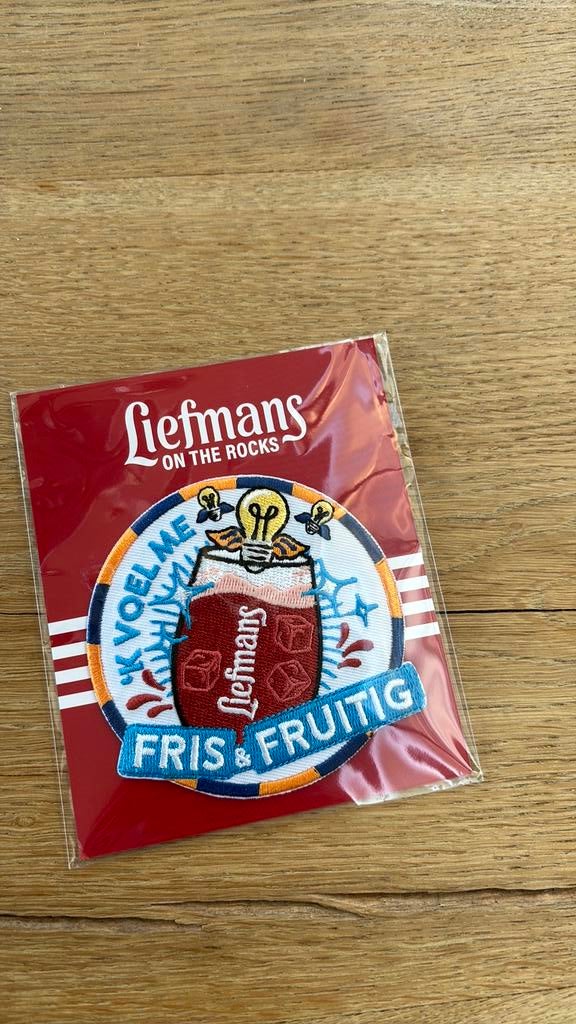 Liefmans
ON THE ROCKS
'K VOEL ME
Liefmans
FRIS & FRUITIG